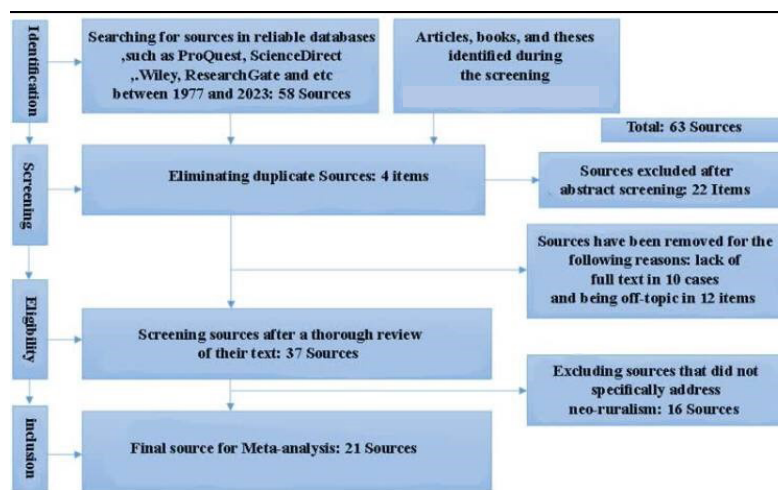 Identification
Searching for sources in reliable databases
,such as ProQuest, ScienceDirect
,.Wiley, ResearchGate and etc
between 1977 and 2023: 58 Sources
Articles, books, and theses
identified during
the screening
Total: 63 Sources
Screening
Eliminating duplicate Sources: 4 items
Sources excluded after
abstract screening: 22 Items
Sources have been removed for the
following reasons: lack of
full text in 10 cases
and being off-topic in 12 items
Eligibility
Screening sources after a thorough review
of their text: 37 Sources
Excluding sources that did not
specifically address
neo-ruralism: 16 Sources
inclusion
Final source for Meta-analysis: 21 Sources